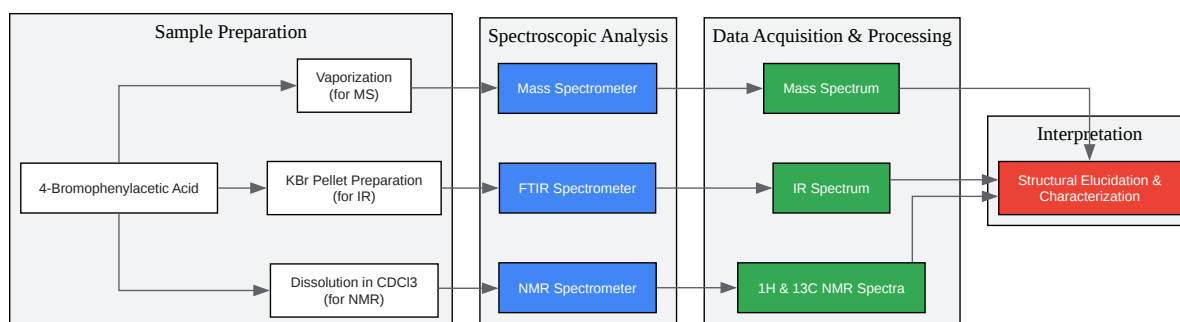 Sample Preparation
Spectroscopic Analysis
Data Acquisition & Processing
Vaporization
(for MS)
Mass Spectrometer
Mass Spectrum
Interpretation
4-Bromophenylacetic Acid
KBr Pellet Preparation
(for IR)
FTIR Spectrometer
IR Spectrum
Structural Elucidation &
Characterization
Dissolution in CDCl3
(for NMR)
NMR Spectrometer
1H & 13C NMR Spectra